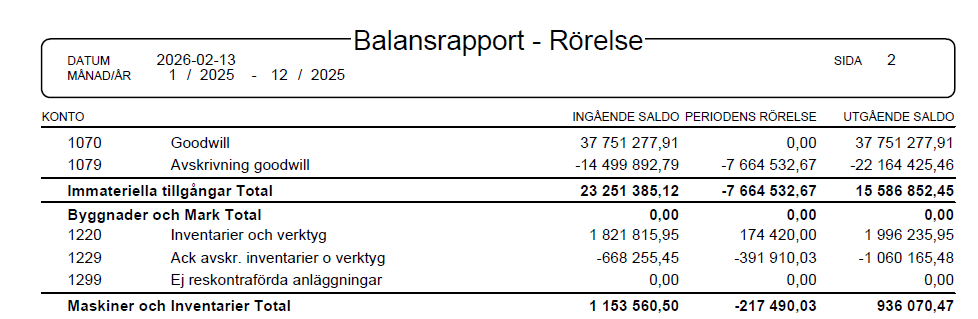 Balansrapport - Rörelse
DATUM 2026-02-13 SIDA 2
MÅNAD/ÅR 1 / 2025 - 12 / 2025
KONTO INGÅENDE SALDO PERIODENS RÖRELSE UTGÅENDE SALDO
1070 Goodwill 37 751 277,91 0,00 37 751 277,91
1079 Avskrivning goodwill -14 499 892,79 -7 664 532,67 -22 164 425,46
Immateriella tillgångar Total 23 251 385,12 -7 664 532,67 15 586 852,45
Byggnader och Mark Total 0,00 0,00 0,00
1220 Inventarier och verktyg 1 821 815,95 174 420,00 1 996 235,95
1229 Ack avskr. inventarier o verktyg -668 255,45 -391 910,03 -1 060 165,48
1299 Ej reskontraförda anläggningar 0,00 0,00 0,00
Maskiner och Inventarier Total 1 153 560,50 -217 490,03 936 070,47